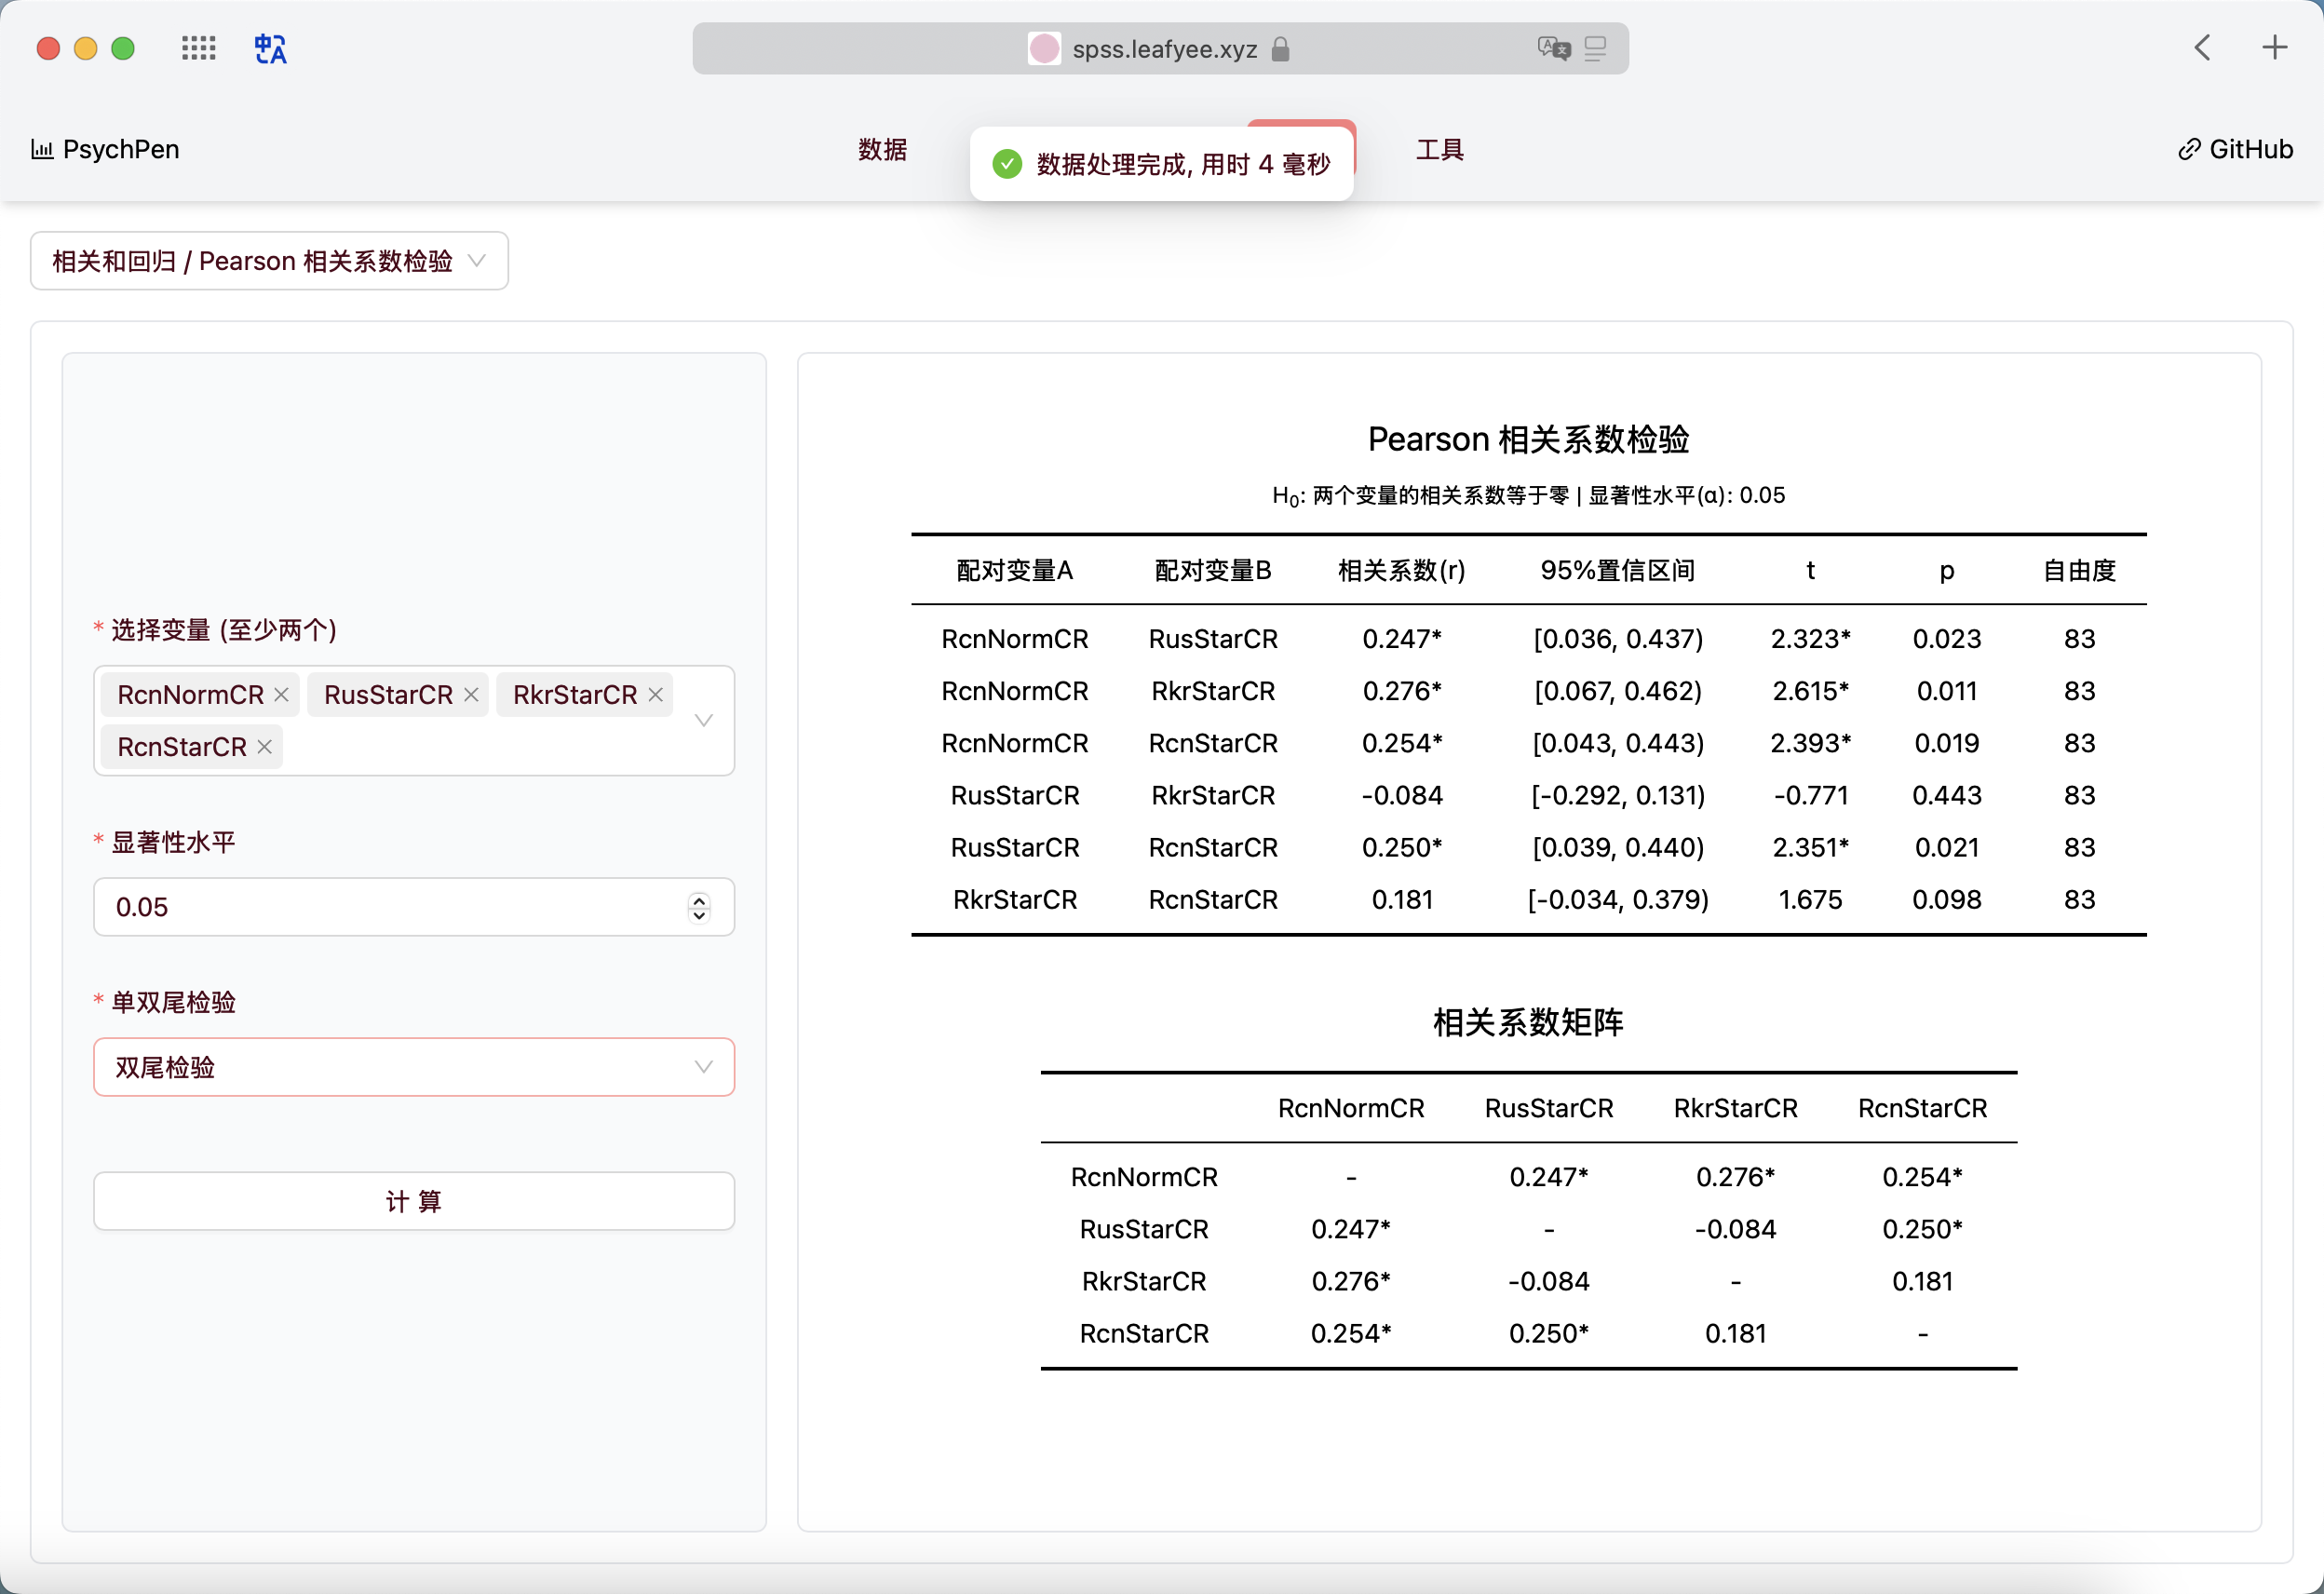 spss.leafyee.xyz
PsychPen
数据
工具
GitHub
数据处理完成, 用时 4 毫秒
相关和回归 / Pearson 相关系数检验
* 选择变量 (至少两个)
RcnNormCR RusStarCR RkrStarCR
RcnStarCR
* 显著性水平
0.05
* 单双尾检验
双尾检验
计 算
Pearson 相关系数检验
H₀: 两个变量的相关系数等于零 | 显著性水平(α): 0.05
配对变量A 配对变量B 相关系数(r) 95%置信区间 t p 自由度
RcnNormCR RusStarCR 0.247* [0.036, 0.437) 2.323* 0.023 83
RcnNormCR RkrStarCR 0.276* [0.067, 0.462) 2.615* 0.011 83
RcnNormCR RcnStarCR 0.254* [0.043, 0.443) 2.393* 0.019 83
RusStarCR RkrStarCR -0.084 [-0.292, 0.131) -0.771 0.443 83
RusStarCR RcnStarCR 0.250* [0.039, 0.440) 2.351* 0.021 83
RkrStarCR RcnStarCR 0.181 [-0.034, 0.379) 1.675 0.098 83
相关系数矩阵
RcnNormCR RusStarCR RkrStarCR RcnStarCR
RcnNormCR - 0.247* 0.276* 0.254*
RusStarCR 0.247* - -0.084 0.250*
RkrStarCR 0.276* -0.084 - 0.181
RcnStarCR 0.254* 0.250* 0.181 -